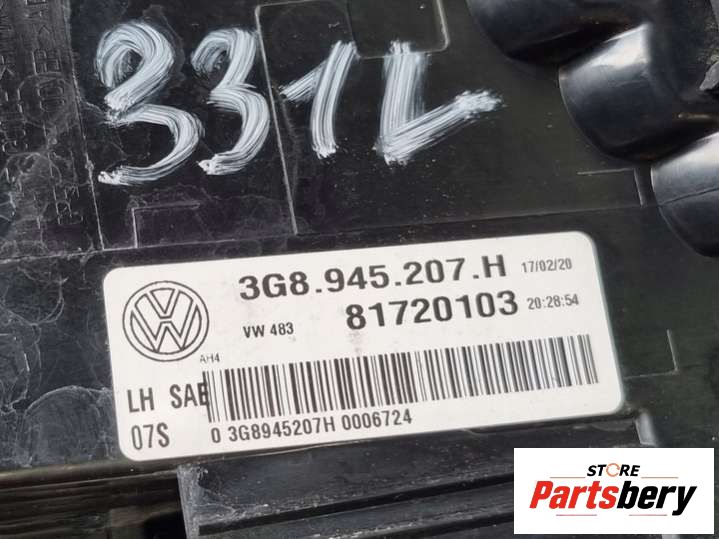 331L
3G8.945.207.H 17/02/20
VW 483 81720103 20:28:54
AH4
LH SAE
07S 0 3G8945207H 0006724
STORE
Partsbery